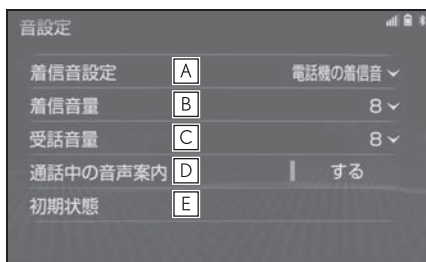 音設定
着信音設定 A 電話機の着信音
着信音量 B 8
受話音量 C 8
通話中の音声案内 D する
初期状態 E